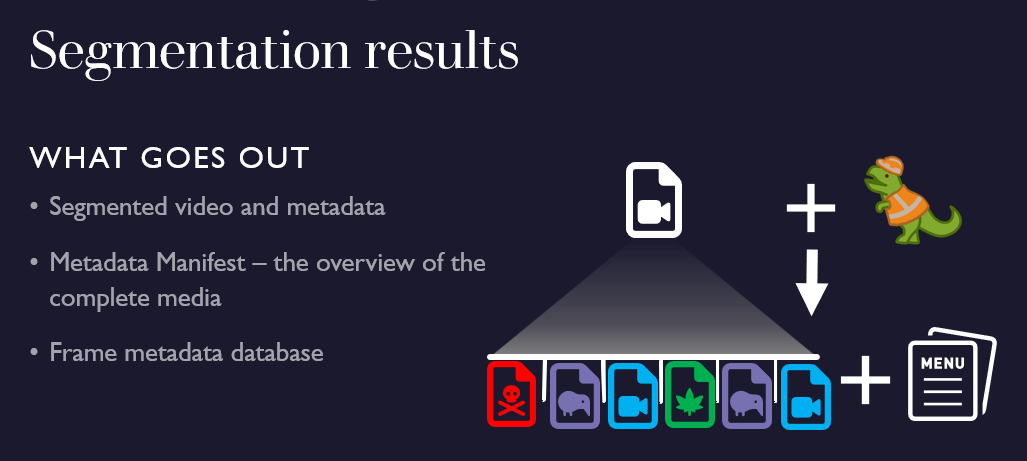 Segmentation results
WHAT GOES OUT
• Segmented video and metadata
• Metadata Manifest – the overview of the
complete media
• Frame metadata database
MENU